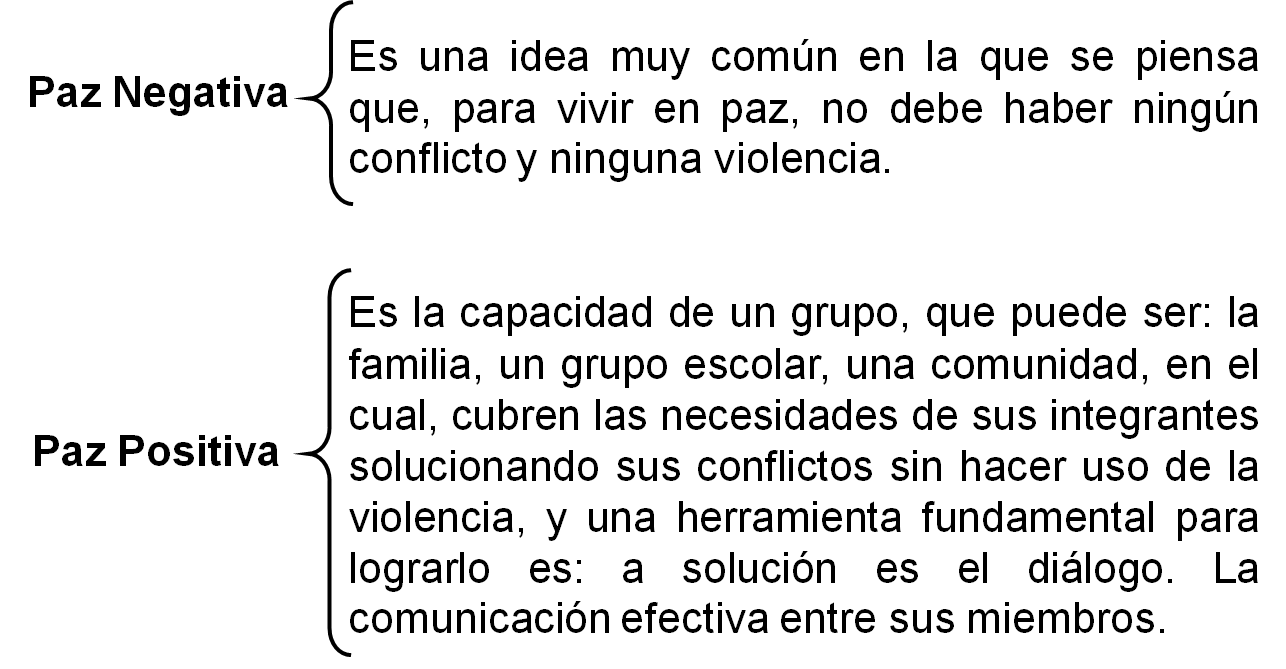 Paz Negativa
Es una idea muy común en la que se piensa
que, para vivir en paz, no debe haber ningún
conflicto y ninguna violencia.
Paz Positiva
Es la capacidad de un grupo, que puede ser: la
familia, un grupo escolar, una comunidad, en el
cual, cubren las necesidades de sus integrantes
solucionando sus conflictos sin hacer uso de la
violencia, y una herramienta fundamental para
lograrlo es: a solución es el diálogo. La
comunicación efectiva entre sus miembros.